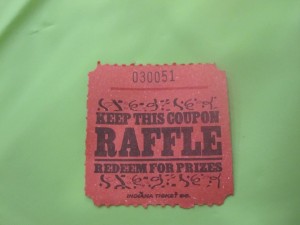 030051
KEEP THIS COUPON
RAFFLE
REDEEM FOR PRIZES